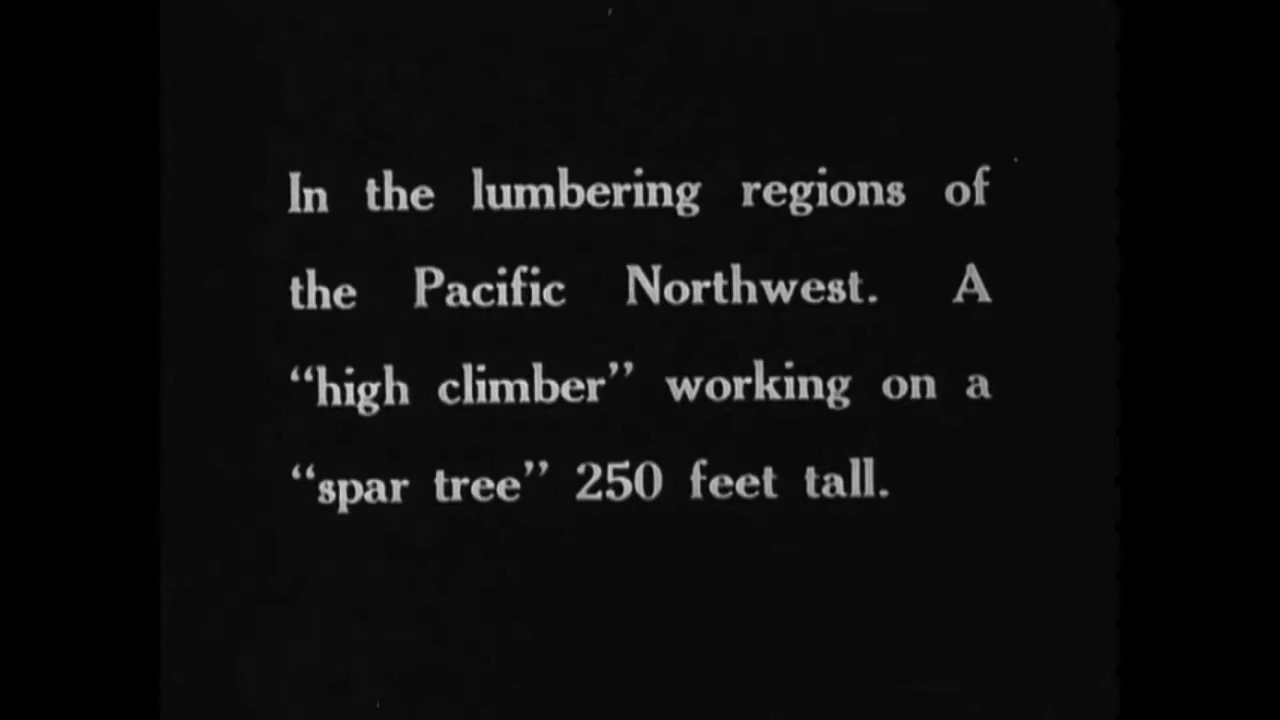 In the lumbering regions of
the Pacific Northwest. A
“high climber” working on a
“spar tree” 250 feet tall.